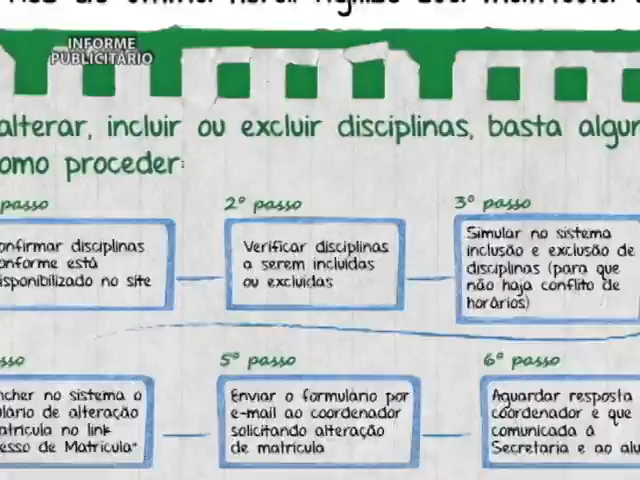 INFORME
PUBLICITÁRIO
alterar, incluir ou excluir disciplinas, basta algun
omo proceder:
passo
onfirmar disciplinas
onforme está
isponibilizado no site
2º passo
Verificar disciplinas
a serem incluídas
ou excluídas
3º passo
Simular no sistema
inclusão e exclusão de
disciplinas (para que
não haja conflito de
horários)
sso
ncher no sistema o
ulário de alteração
atrícula no link
esso de Matrícula"
5º passo
Enviar o formulário por
e-mail ao coordenador
solicitando alteração
de matrícula
6º passo
Aguardar resposta
coordenador e que
comunicada à
Secretaria e ao alu